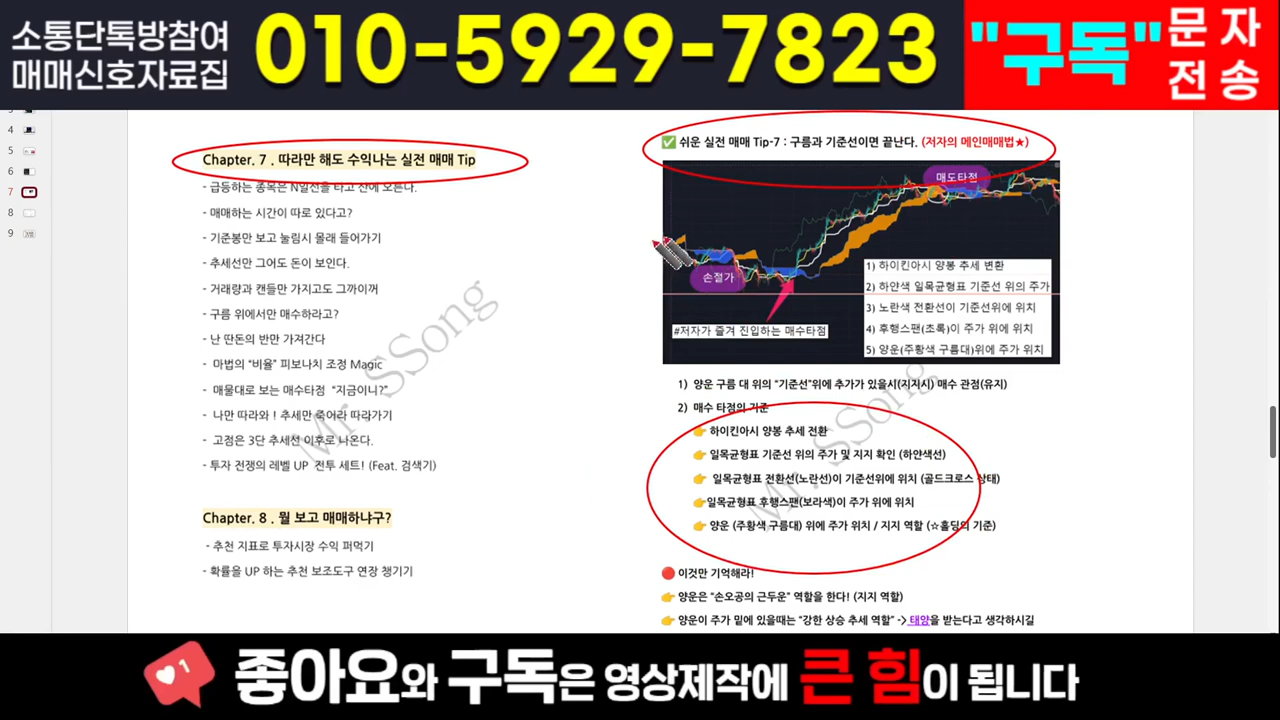 소통단톡방참여
매매신호자료집
010-5929-7823
"구독" 문자
전송
4
5
6
7
8
9
Chapter. 7 . 따라만 해도 수익나는 실전 매매 Tip
- 급등하는 종목은 N일선을 타고 산에 오른다.
- 매매하는 시간이 따로 있다고?
- 기준봉만 보고 눌림시 몰래 들어가기
- 추세선만 그어도 돈이 보인다.
- 거래량과 캔들만 가지고도 그까이꺼
- 구름 위에서만 매수하라고?
- 난 딴돈의 반만 가져간다
- 마법의 "비율" 피보나치 조정 Magic
- 매물대로 보는 매수타점 "지금이니?"
- 나만 따라와 ! 추세만 죽어라 따라가기
- 고점은 3단 추세선 이후로 나온다.
- 투자 전쟁의 레벨 UP 전투 세트! (Feat. 검색기)
Chapter. 8 . 뭘 보고 매매하냐구?
- 추천 지표로 투자시장 수익 퍼먹기
- 확률을 UP 하는 추천 보조도구 연장 챙기기
Mr. SSong
✅ 쉬운 실전 매매 Tip-7 : 구름과 기준선이면 끝난다. (저자의 메인매매법★)
매도타점
손절가
#저자가 즐겨 진입하는 매수타점
1) 하이킨아시 양봉 추세 변환
2) 하얀색 일목균형표 기준선 위의 주가
3) 노란색 전환선이 기준선위에 위치
4) 후행스팬(초록)이 주가 위에 위치
5) 양운(주황색 구름대)위에 주가 위치
1) 양운 구름 대 위의 "기준선"위에 추가가 있을시(지지시) 매수 관점(유지)
2) 매수 타점의 기준
👉 하이킨아시 양봉 추세 전환
👉 일목균형표 기준선 위의 주가 및 지지 확인 (하얀색선)
👉 일목균형표 전환선(노란선)이 기준선위에 위치 (골드크로스 상태)
👉일목균형표 후행스팬(보라색)이 주가 위에 위치
👉 양운 (주황색 구름대) 위에 주가 위치 / 지지 역할 (☆홀딩의 기준)
🔴 이것만 기억해라!
👉 양운은 "손오공의 근두운" 역할을 한다! (지지 역할)
👉 양운이 주가 밑에 있을때는 "강한 상승 추세 역할" -> 태양을 받는다고 생각하시길
Mr. SSong
1
좋아요와 구독은 영상제작에 큰 힘이 됩니다